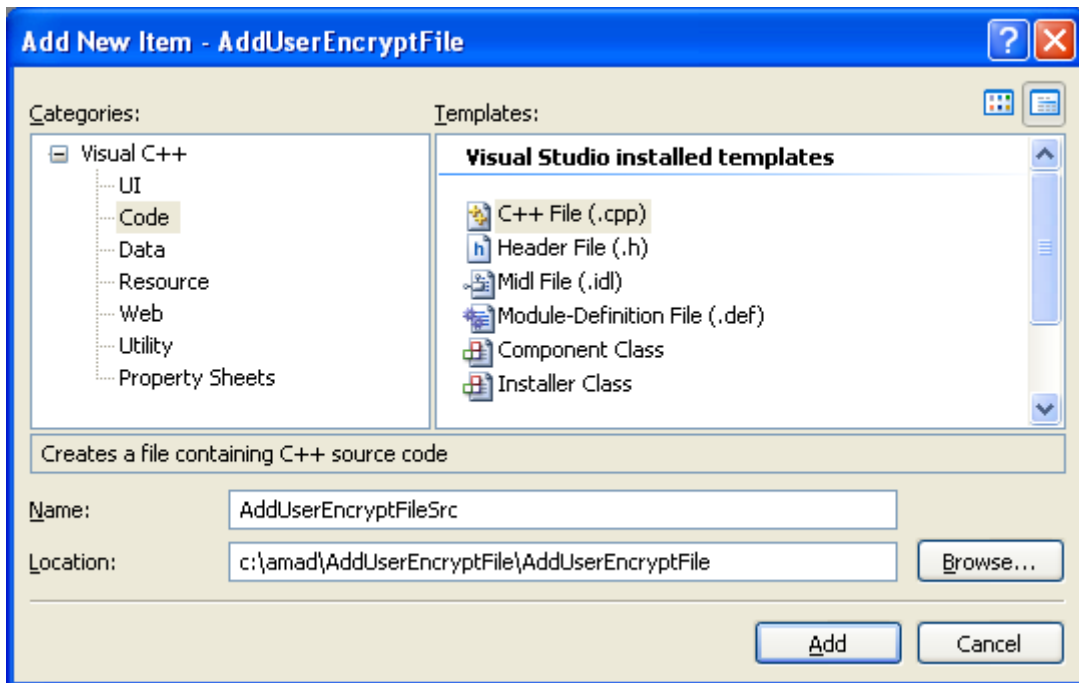 Add New Item - AddUserEncryptFile
Categories:
Templates:
Visual C++
UI
Code
Data
Resource
Web
Utility
Property Sheets
Visual Studio installed templates
C++ File (.cpp)
Header File (.h)
Midl File (.idl)
Module-Definition File (.def)
Component Class
Installer Class
Creates a file containing C++ source code
Name:
AddUserEncryptFileSrc
Location:
c:\amad\AddUserEncryptFile\AddUserEncryptFile
Browse...
Add
Cancel